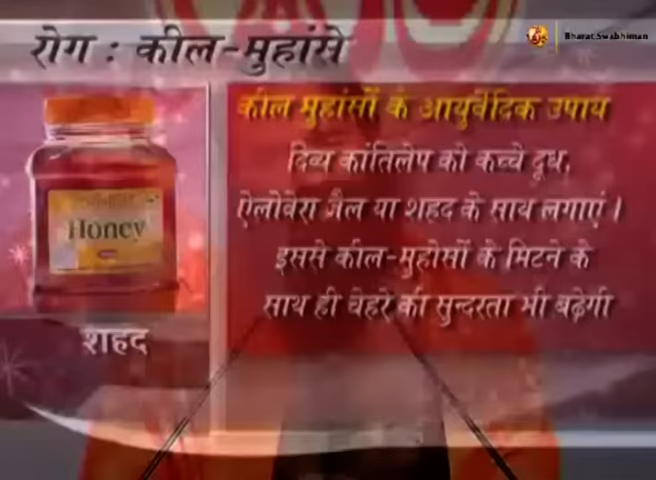 रोग : कील-मुहांसे
Bharat Swabhiman
कील मुहांसों के आयुर्वेदिक उपाय
दिव्य कांतिलेप को कच्चे दूध,
ऐलोवेरा जैल या शहद के साथ लगाएं ।
इससे कील-मुहोसों के मिटने के
साथ ही चेहरे की सुन्दरता भी बढ़ेगी
Honey
शहद